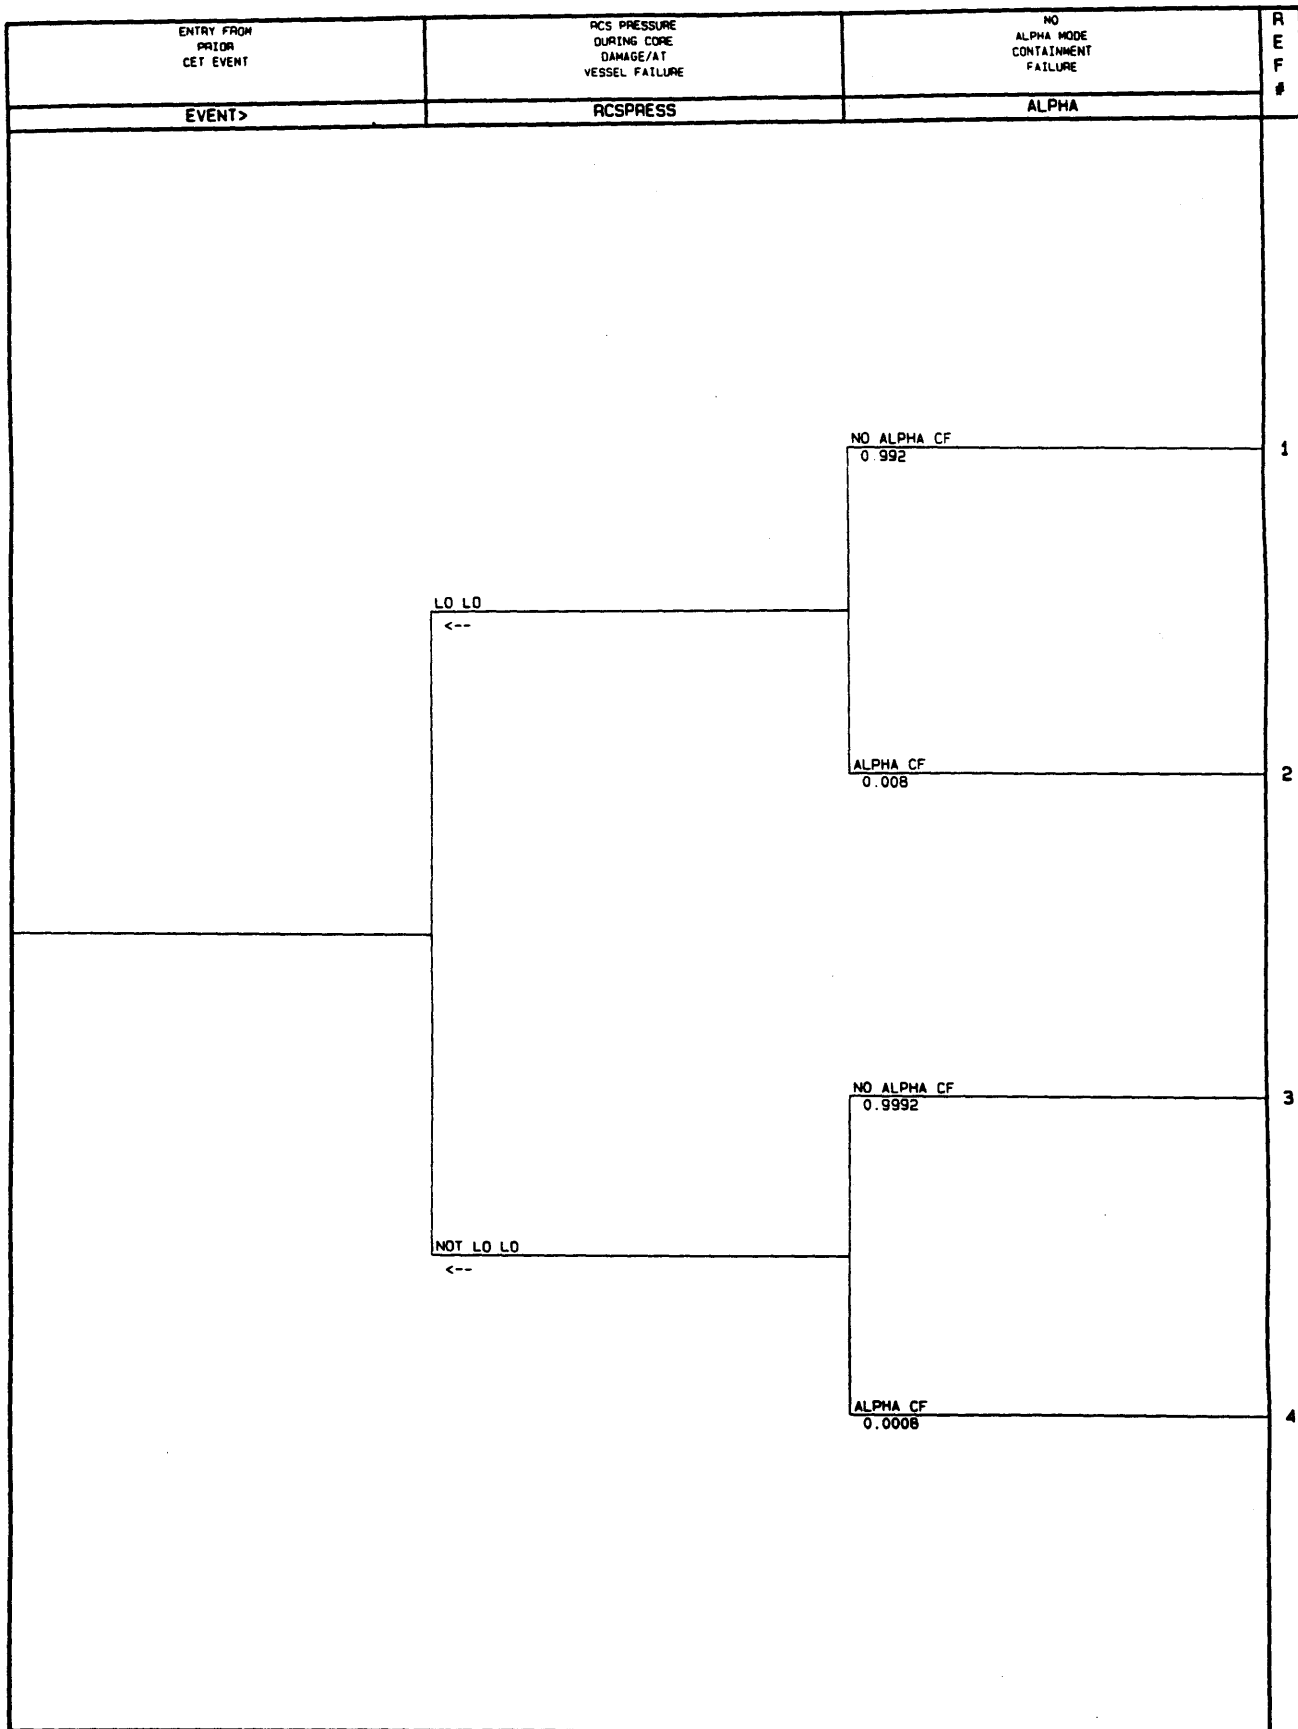 ENTRY FROM
PRIOR
CET EVENT
RCS PRESSURE
DURING CORE
DAMAGE/AT
VESSEL FAILURE
NO
ALPHA MODE
CONTAINMENT
FAILURE
R
E
F
#
EVENT>
RCSPRESS
ALPHA
NO ALPHA CF
0.992
1
LO LO
<--
ALPHA CF
0.008
2
NO ALPHA CF
0.9992
3
NOT LO LO
<--
ALPHA CF
0.0008
4